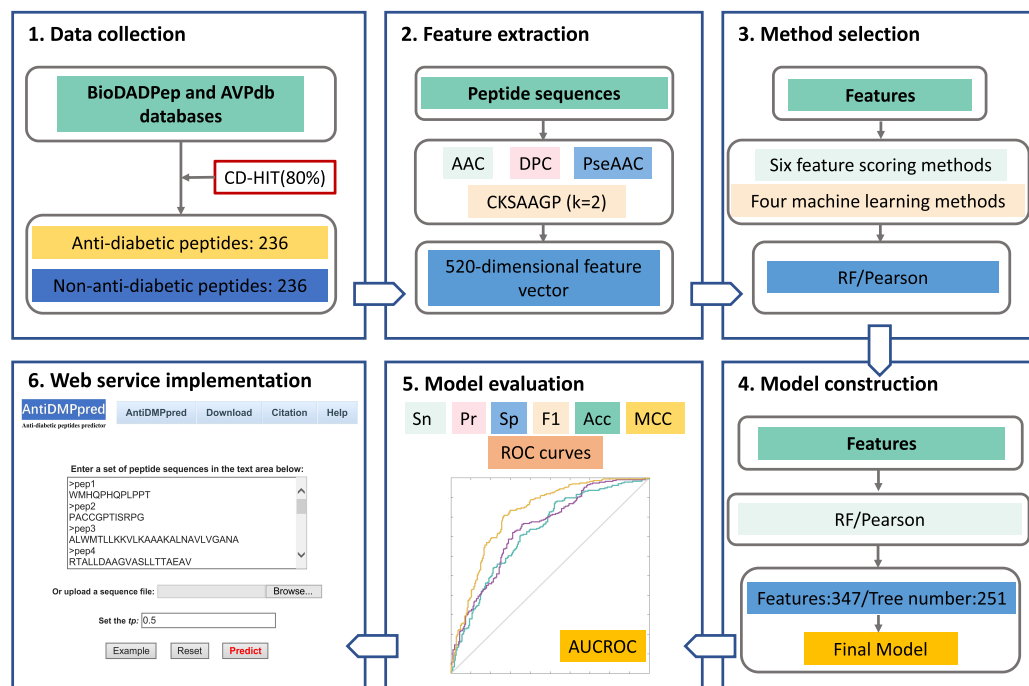 1. Data collection
BioDADPep and AVPdb
databases
CD-HIT(80%)
Anti-diabetic peptides: 236
Non-anti-diabetic peptides: 236
2. Feature extraction
Peptide sequences
AAC
DPC
PseAAC
CKSAAGP (k=2)
520-dimensional feature
vector
3. Method selection
Features
Six feature scoring methods
Four machine learning methods
RF/Pearson
4. Model construction
Features
RF/Pearson
Features:347/Tree number:251
Final Model
5. Model evaluation
Sn
Pr
Sp
F1
Acc
MCC
ROC curves
AUCROC
6. Web service implementation
AntiDMPpred
Anti-diabetic peptides predictor
AntiDMPpred
Download
Citation
Help
Enter a set of peptide sequences in the text area below:
>pep1
WMHQPHQPLPPT
>pep2
PACCGPTISRPG
>pep3
ALWMTLLKKVLKAAAKALNAVLVGANA
>pep4
RTALLDAAGVASLLTTAEAV
Or upload a sequence file:
Browse...
Set the tp: 0.5
Example
Reset
Predict